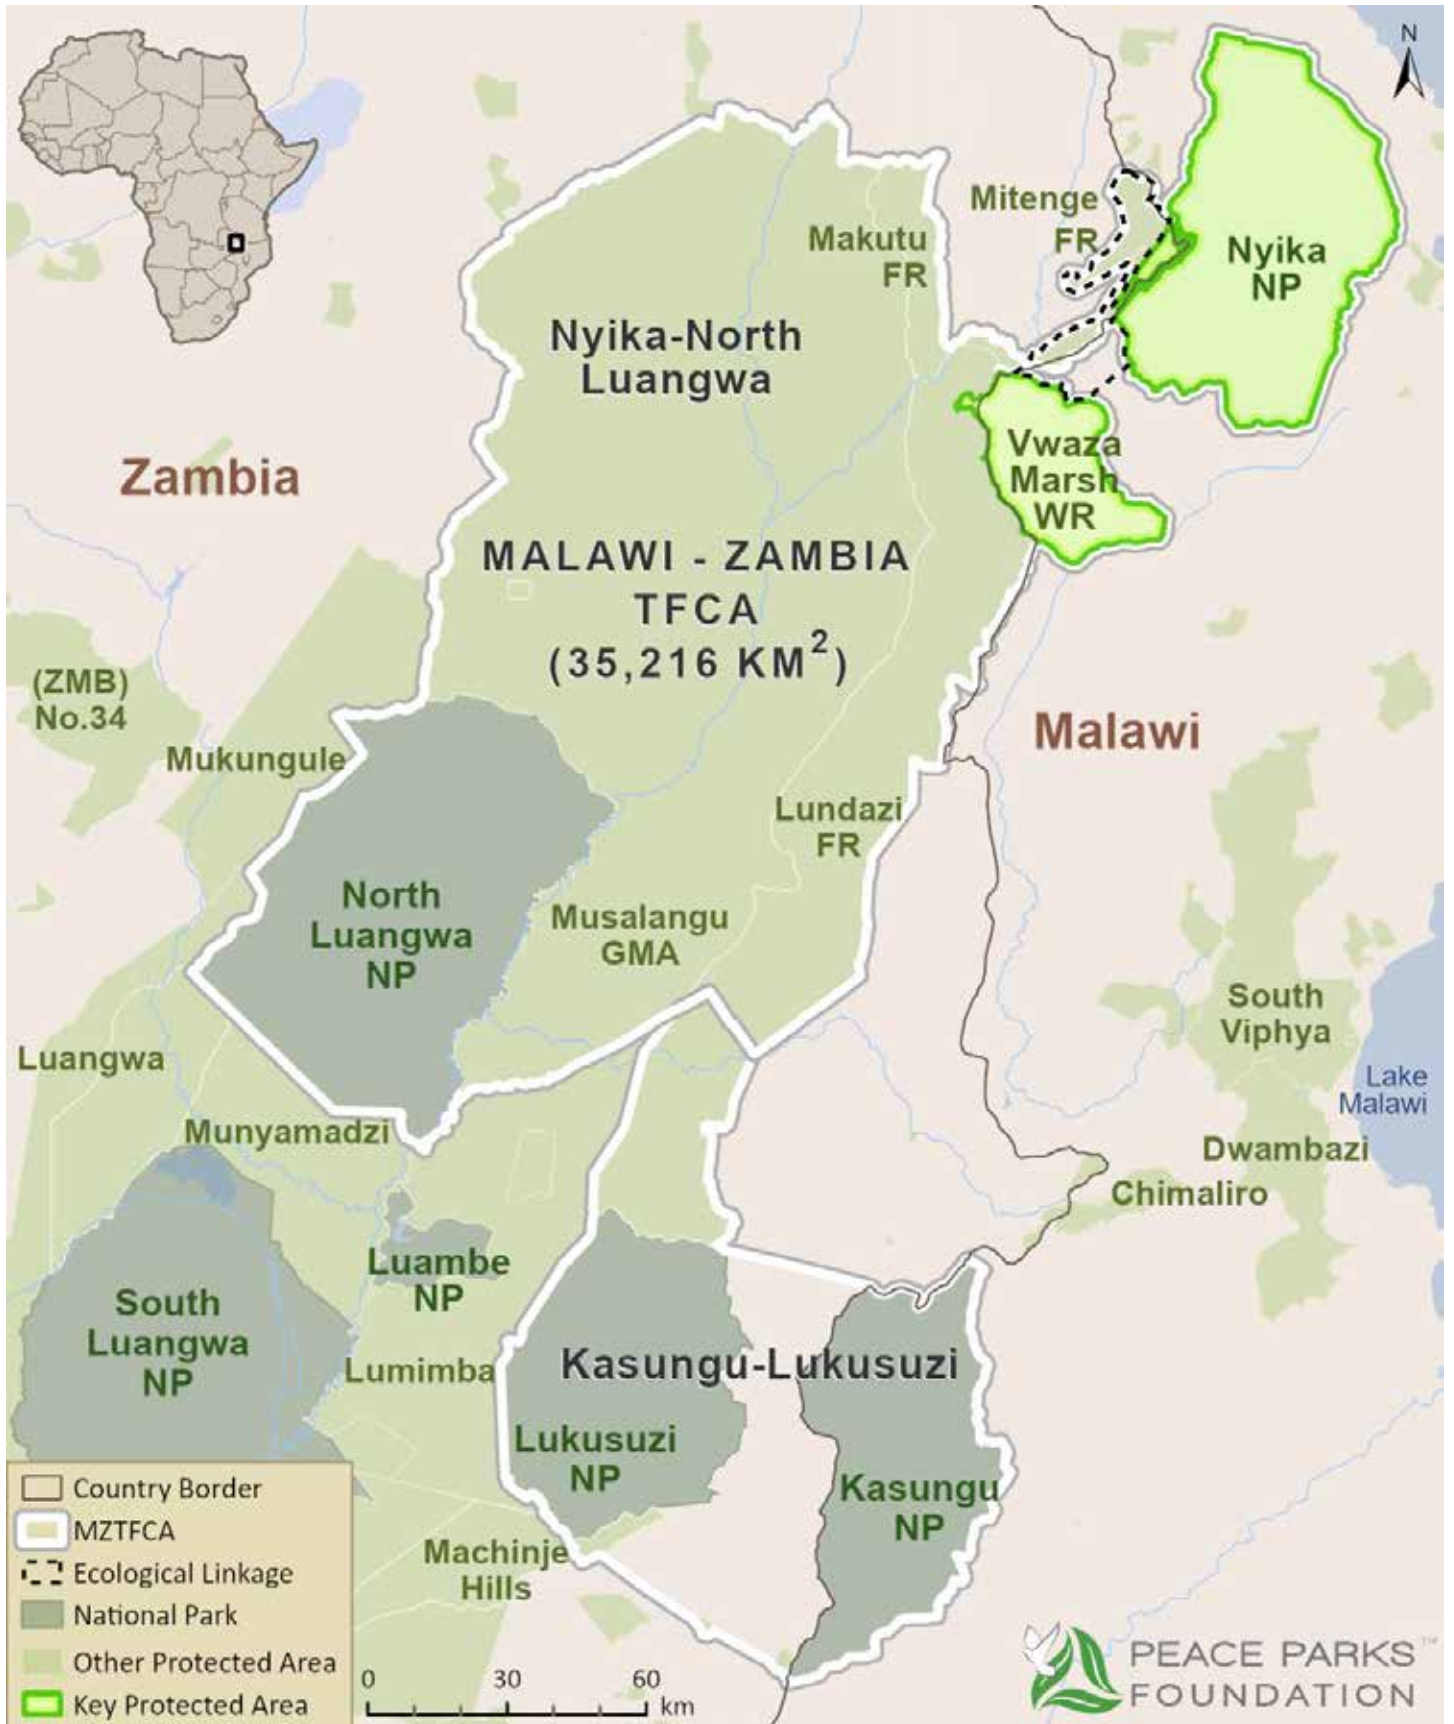 N
Mitenge
FR
Makutu
FR
Nyika
NP
Nyika-North
Luangwa
Vwaza
Marsh
WR
Zambia
MALAWI - ZAMBIA
TFCA
(35,216 KM²)
(ZMB)
No.34
Mukungule
Malawi
Lundazi
FR
North
Luangwa
NP
Musalangu
GMA
South
Viphya
Luangwa
Lake
Malawi
Munyamadzi
Dwambazi
Chimaliro
Luambe
NP
South
Luangwa
NP
Lumimba
Kasungu-Lukusuzi
Lukusuzi
NP
Kasungu
NP
Machinje
Hills
Country Border
MZTFCA
Ecological Linkage
National Park
Other Protected Area
Key Protected Area
0 30 60
km
PEACE PARKS™
FOUNDATION